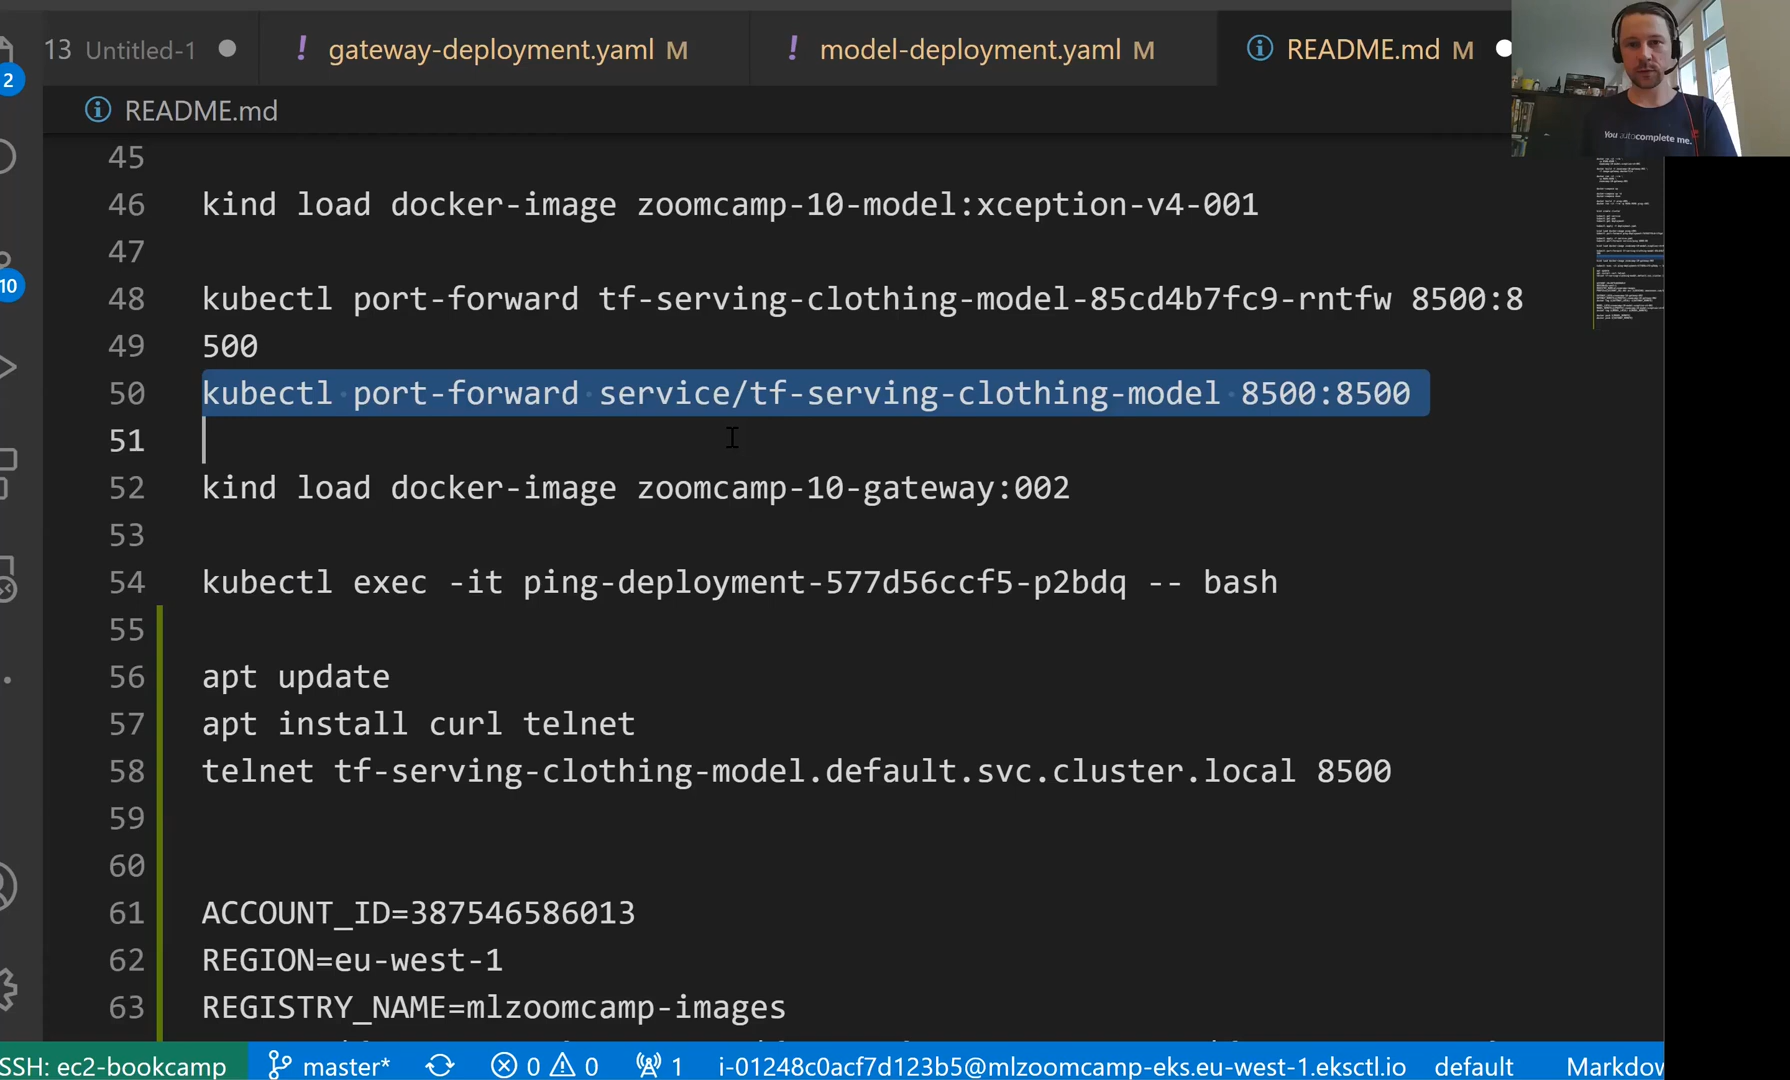 13 Untitled-1
! gateway-deployment.yaml M
! model-deployment.yaml M
README.md M
2
README.md
You autocomplete me.
45
46 kind load docker-image zoomcamp-10-model:xception-v4-001
47
48 kubectl port-forward tf-serving-clothing-model-85cd4b7fc9-rntfw 8500:8
49 500
50 kubectl port-forward service/tf-serving-clothing-model 8500:8500
51
52 kind load docker-image zoomcamp-10-gateway:002
53
54 kubectl exec -it ping-deployment-577d56ccf5-p2bdq -- bash
55
56 apt update
57 apt install curl telnet
58 telnet tf-serving-clothing-model.default.svc.cluster.local 8500
59
60
61 ACCOUNT_ID=387546586013
62 REGION=eu-west-1
63 REGISTRY_NAME=mlzoomcamp-images
10
SSH: ec2-bookcamp master* 0 0 1 i-01248c0acf7d123b5@mlzoomcamp-eks.eu-west-1.eksctl.io default Markdow